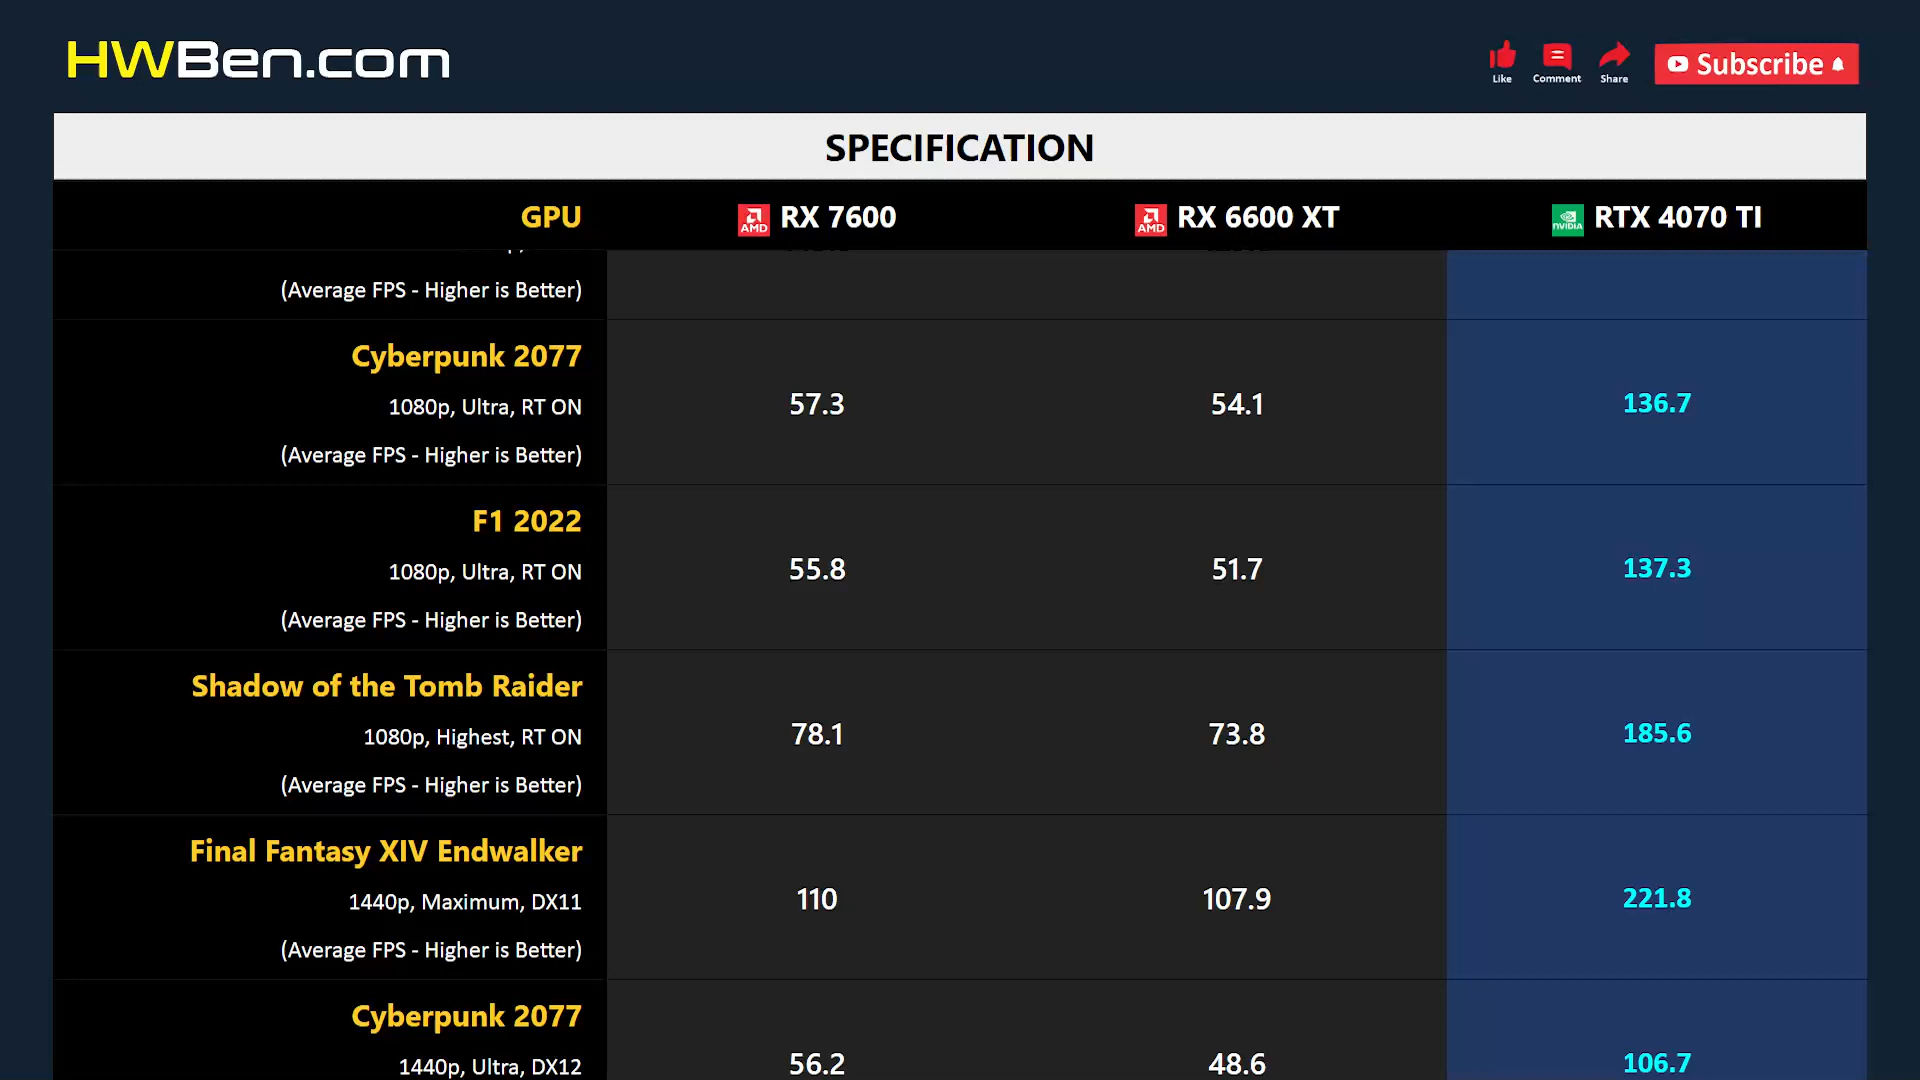 HWBen.com
Like
Comment
Share
Subscribe
SPECIFICATION
GPU
AMD RX 7600
AMD RX 6600 XT
NVIDIA RTX 4070 TI
(Average FPS - Higher is Better)
Cyberpunk 2077
1080p, Ultra, RT ON
(Average FPS - Higher is Better)
57.3
54.1
136.7
F1 2022
1080p, Ultra, RT ON
(Average FPS - Higher is Better)
55.8
51.7
137.3
Shadow of the Tomb Raider
1080p, Highest, RT ON
(Average FPS - Higher is Better)
78.1
73.8
185.6
Final Fantasy XIV Endwalker
1440p, Maximum, DX11
(Average FPS - Higher is Better)
110
107.9
221.8
Cyberpunk 2077
1440p, Ultra, DX12
56.2
48.6
106.7